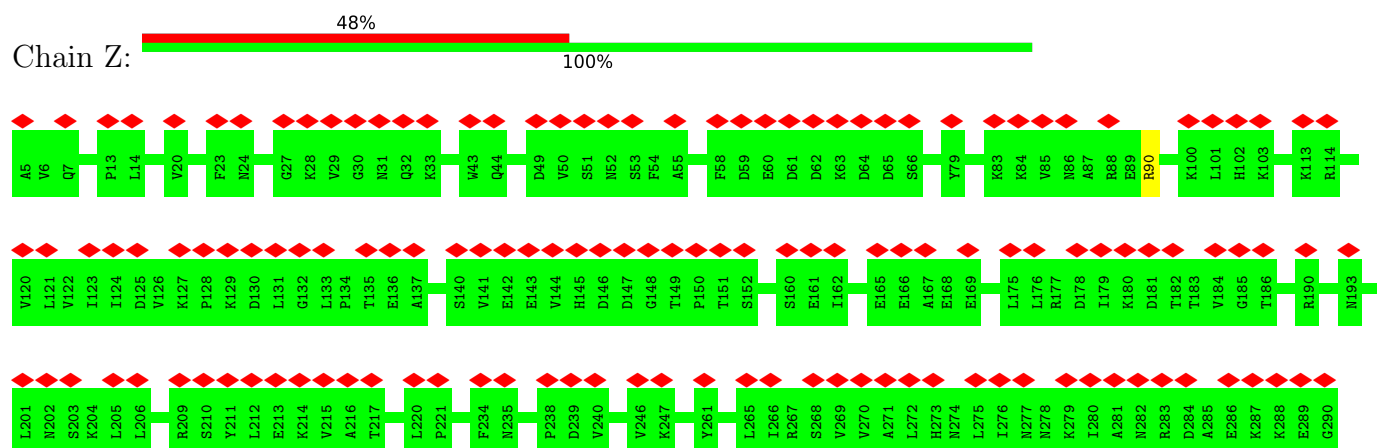 48%
Chain Z:
100%
A5 V6 Q7 P13 L14 V20 F23 N24 G27 K28 V29 G30 N31 Q32 K33 W43 Q44 D49 V50 S51 N52 S53 F54 A55 F58 D59 E60 D61 D62 K63 D64 D65 S66 Y79 K83 K84 V85 N86 A87 R88 E89 R90 K100 L101 H102 K103 K113 R114
V120 L121 V122 I123 I124 D125 V126 K127 P128 K129 D130 L131 G132 L133 P134 T135 E136 A137 S140 V141 E142 E143 V144 H145 D146 D147 G148 T149 P150 T151 S152 S160 E161 I162 E165 E166 A167 E168 E169 L175 L176 R177 D178 I179 K180 D181 T182 T183 V184 G185 T186 R190 N193
L201 N202 S203 K204 L205 L206 R209 S210 Y211 L212 E213 K214 V215 A216 T217 L220 P221 F234 N235 P238 D239 V240 V246 K247 Y261 L265 I266 R267 S268 V269 V270 A271 L272 H273 N274 L275 I276 N277 N278 K279 I280 A281 N282 R283 D284 A285 E286 K287 K288 E289 G290